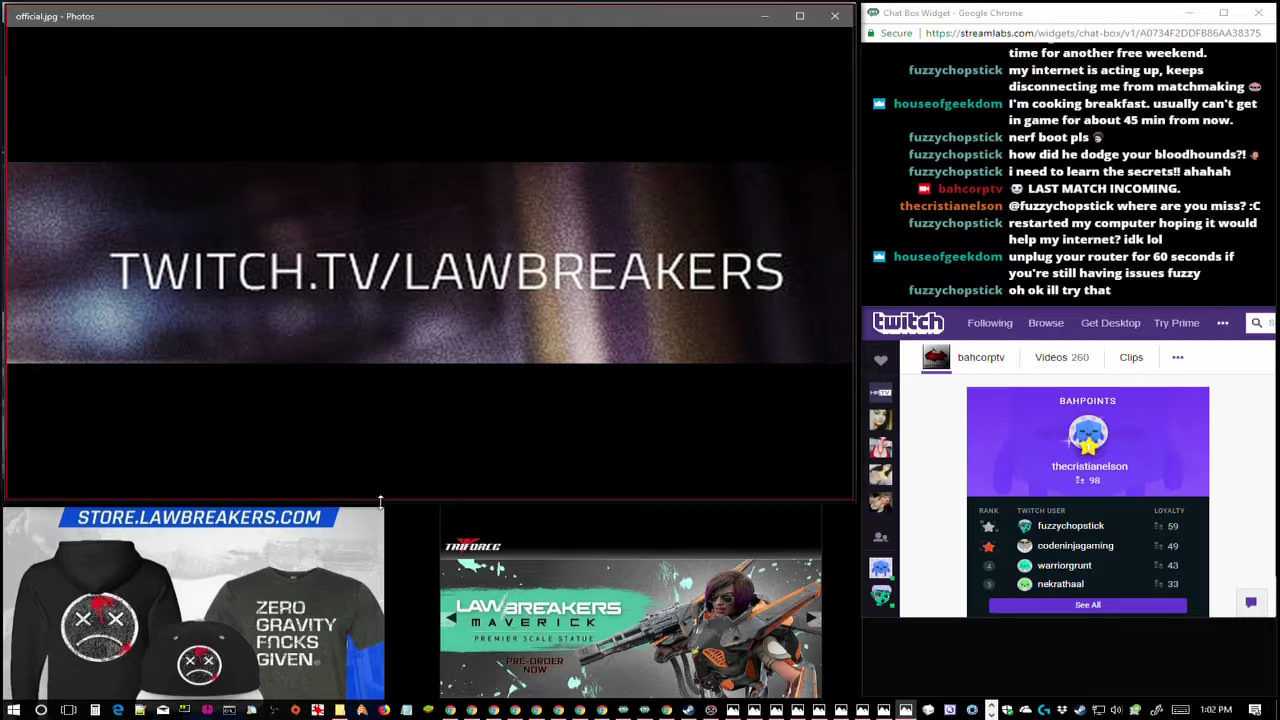 official.jpg - Photos
TWITCH.TV/LAWBREAKERS
STORE.LAWBREAKERS.COM
ZERO
GRAVITY
F CKS
GIVEN
TRIFORCE
LAWBREAKERS
MAVERICK
PREMIER SCALE STATUE
PRE-ORDER
NOW
Chat Box Widget - Google Chrome
Secure
https://streamlabs.com/widgets/chat-box/v1/A0734F2DDFB86AA38375
time for another free weekend.
fuzzychopstick my internet is acting up, keeps
disconnecting me from matchmaking
houseofgeekdom I'm cooking breakfast. usually can't get
in game for about 45 min from now.
fuzzychopstick nerf boot pls
fuzzychopstick how did he dodge your bloodhounds?!
fuzzychopstick i need to learn the secrets!! ahahah
bahcorptv LAST MATCH INCOMING.
thecristianelson @fuzzychopstick where are you miss? :C
fuzzychopstick restarted my computer hoping it would
help my internet? idk lol
houseofgeekdom unplug your router for 60 seconds if
you're still having issues fuzzy
fuzzychopstick oh ok ill try that
twitch Following Browse Get Desktop Try Prime ••• S
bahcorptv Videos 260 Clips •••
BAHPOINTS
1
thecristianelson
98
RANK TWITCH USER LOYALTY
fuzzychopstick 59
codeninjagaming 49
4 warriorgrunt 43
5 nekrathaal 33
See All
1:02 PM